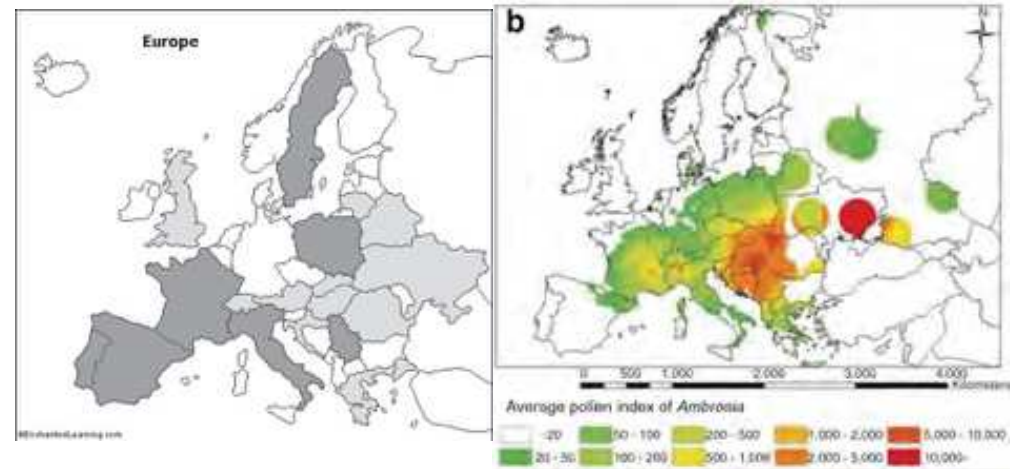 Europe
©EnchantedLearning.com
b
N
0 500 1.000 2.000 3.000 4.000
Kilometers
Average pollen index of Ambrosia
<20 50 - 100 200 - 500 1,000 - 2,000 5,000 - 10,000
20 - 50 100 - 200 500 - 1,000 2,000 - 5,000 10,000<